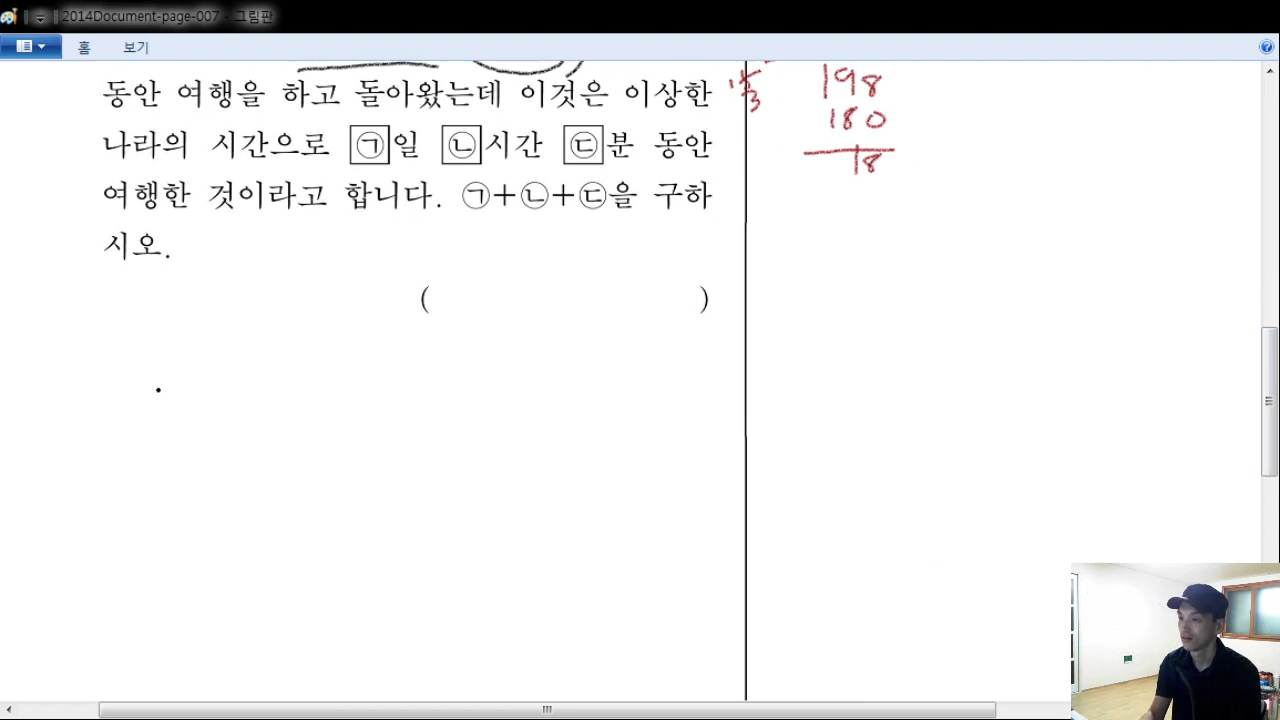 2014Document-page-007 - 그림판
홈 보기
동안 여행을 하고 돌아왔는데 이것은 이상한
나라의 시간으로 ㉠일 ㉡시간 ㉢분 동안
여행한 것이라고 합니다. ㉠+㉡+㉢을 구하
시오.
( )
198
180
18